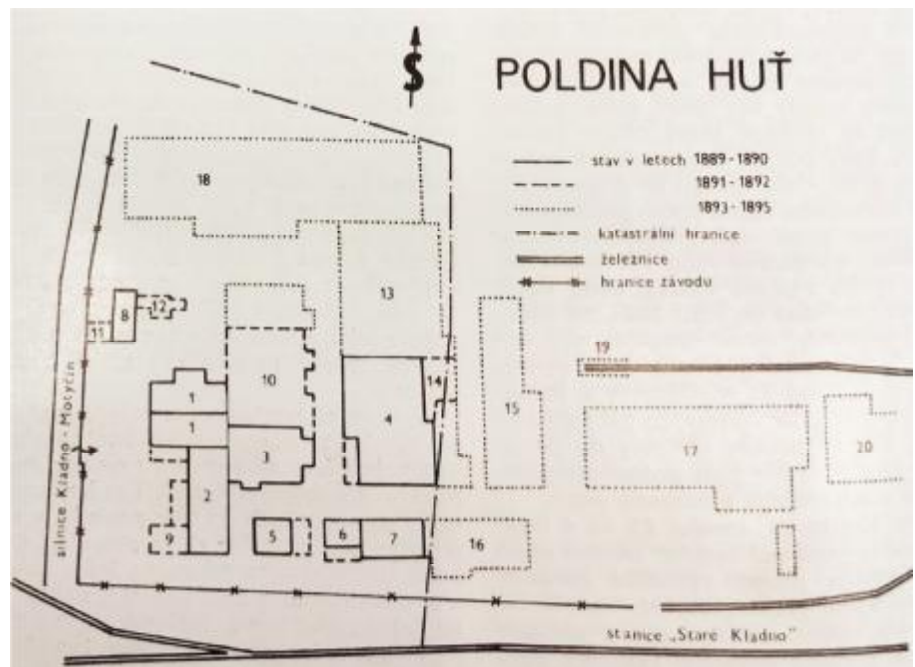 S
POLDINA HUŤ
stav v letech 1889-1890
1891-1892
1893-1895
katastrální hranice
železnice
hranice závodu
18
13
12
8
11
19
10
14
1
4
15
1
17
20
3
2
9
5
6
7
16
silnice Kladno-Motyčín
stanice „Staré Kladno"